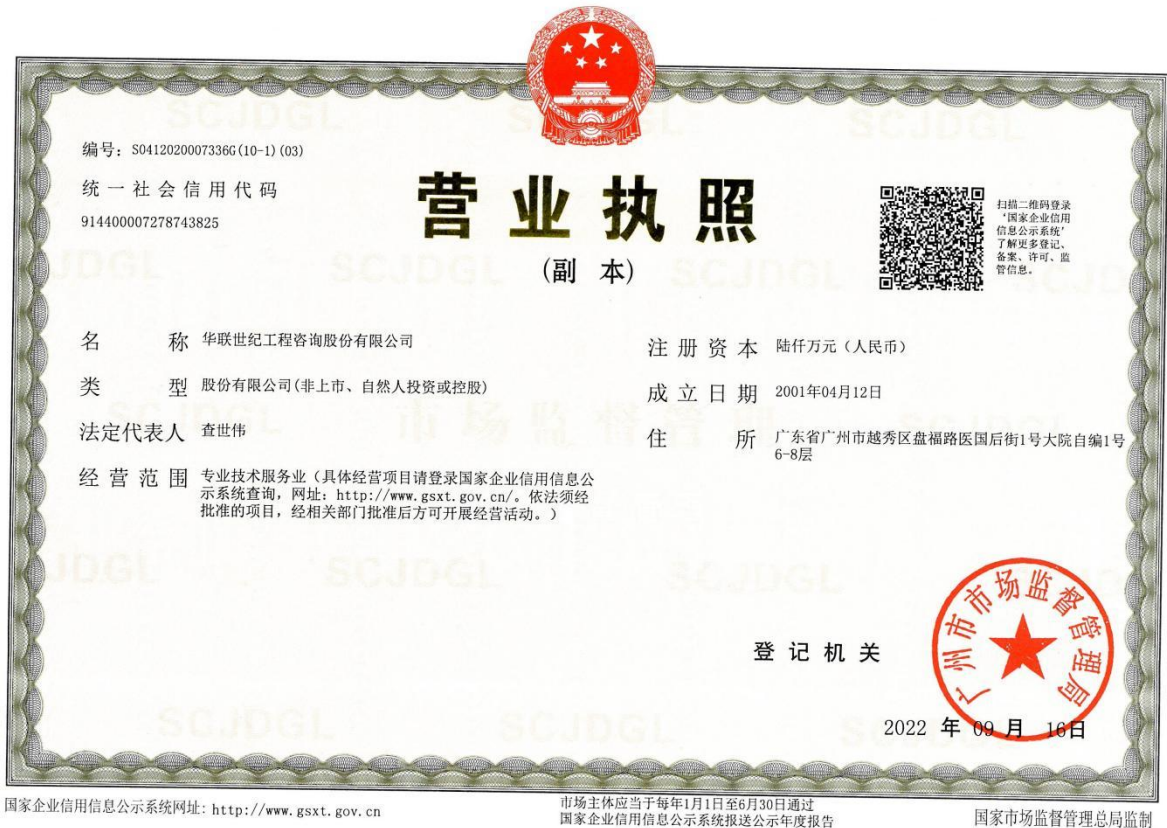 编号：S0412020007336G(10-1)(03)
统一社会信用代码
914400007278743825
营业执照
(副 本)
扫描二维码登录
‘国家企业信用
信息公示系统’
了解更多登记、
备案、许可、监
管信息。
名 称 华联世纪工程咨询股份有限公司
类 型 股份有限公司(非上市、自然人投资或控股)
法定代表人 查世伟
经营范围 专业技术服务业（具体经营项目请登录国家企业信用信息公
示系统查询，网址：http://www.gsxt.gov.cn/。依法须经
批准的项目，经相关部门批准后方可开展经营活动。）
注册资本 陆仟万元（人民币）
成立日期 2001年04月12日
住 所 广东省广州市越秀区盘福路医国后街1号大院自编1号
6-8层
SCJDGL
市场监督管理
登记机关
广州市市场监督管理局
2022 年 09 月 16日
国家企业信用信息公示系统网址：http://www.gsxt.gov.cn
市场主体应当于每年1月1日至6月30日通过
国家企业信用信息公示系统报送公示年度报告
国家市场监督管理总局监制